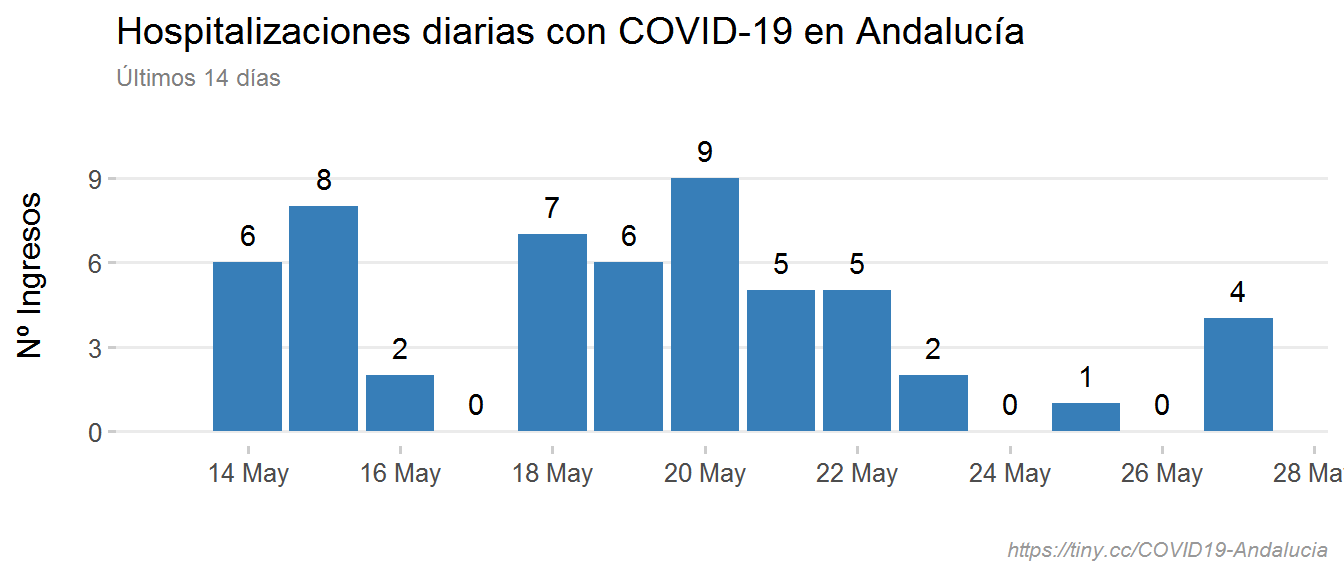 Hospitalizaciones diarias con COVID-19 en Andalucía
Últimos 14 días
Nº Ingresos
9
6
3
0
6 8 2 0 7 6 9 5 5 2 0 1 0 4
14 May 16 May 18 May 20 May 22 May 24 May 26 May 28 Ma
https://tiny.cc/COVID19-Andalucia